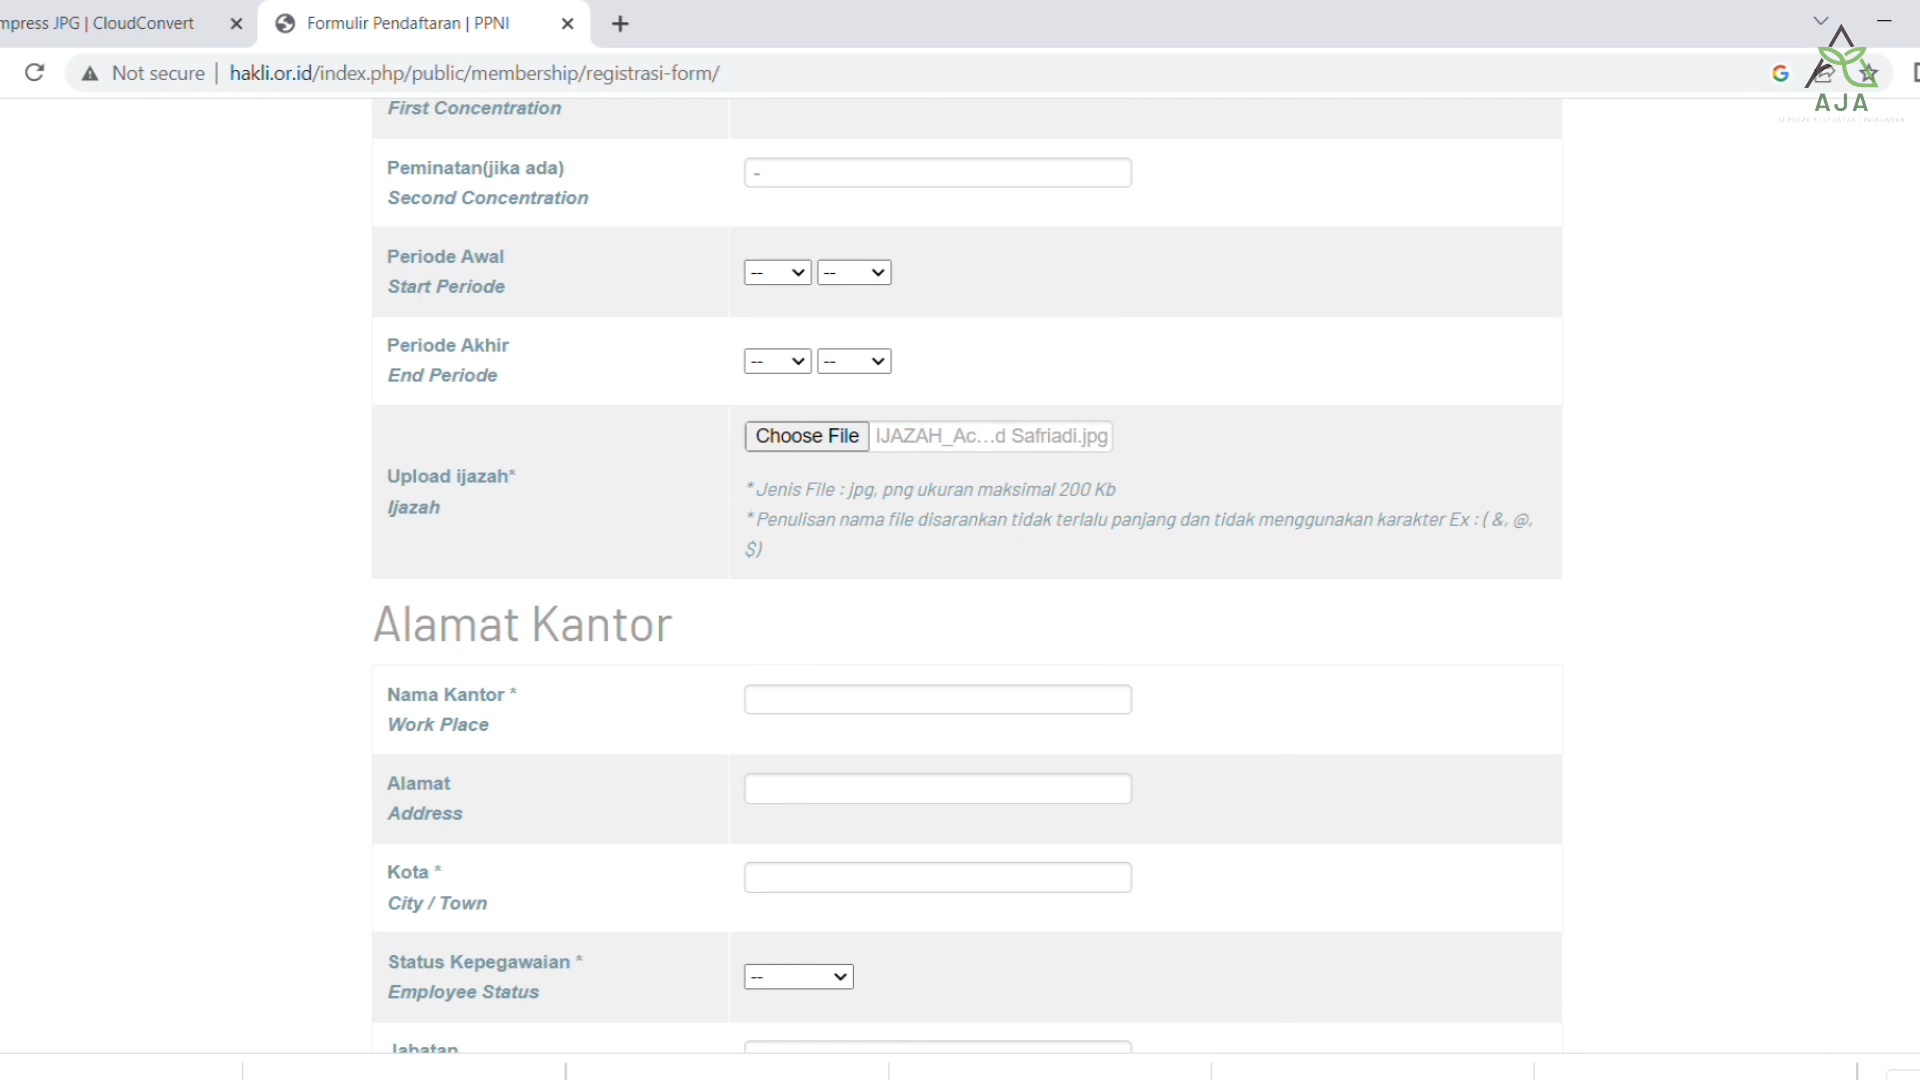 mpress JPG | CloudConvert
Formulir Pendaftaran | PPNI
Not secure
hakli.or.id/index.php/public/membership/registrasi-form/
AJA
First Concentration
Peminatan(jika ada)
-
Second Concentration
Periode Awal
-- --
Start Periode
Periode Akhir
-- --
End Periode
Choose File IJAZAH_Ac...d Safriadi.jpg
Upload ijazah*
Ijazah
* Jenis File : jpg, png ukuran maksimal 200 Kb
* Penulisan nama file disarankan tidak terlalu panjang dan tidak menggunakan karakter Ex : ( &, @,
$)
Alamat Kantor
Nama Kantor *
Work Place
Alamat
Address
Kota *
City / Town
Status Kepegawaian *
--
Employee Status
Jabatan